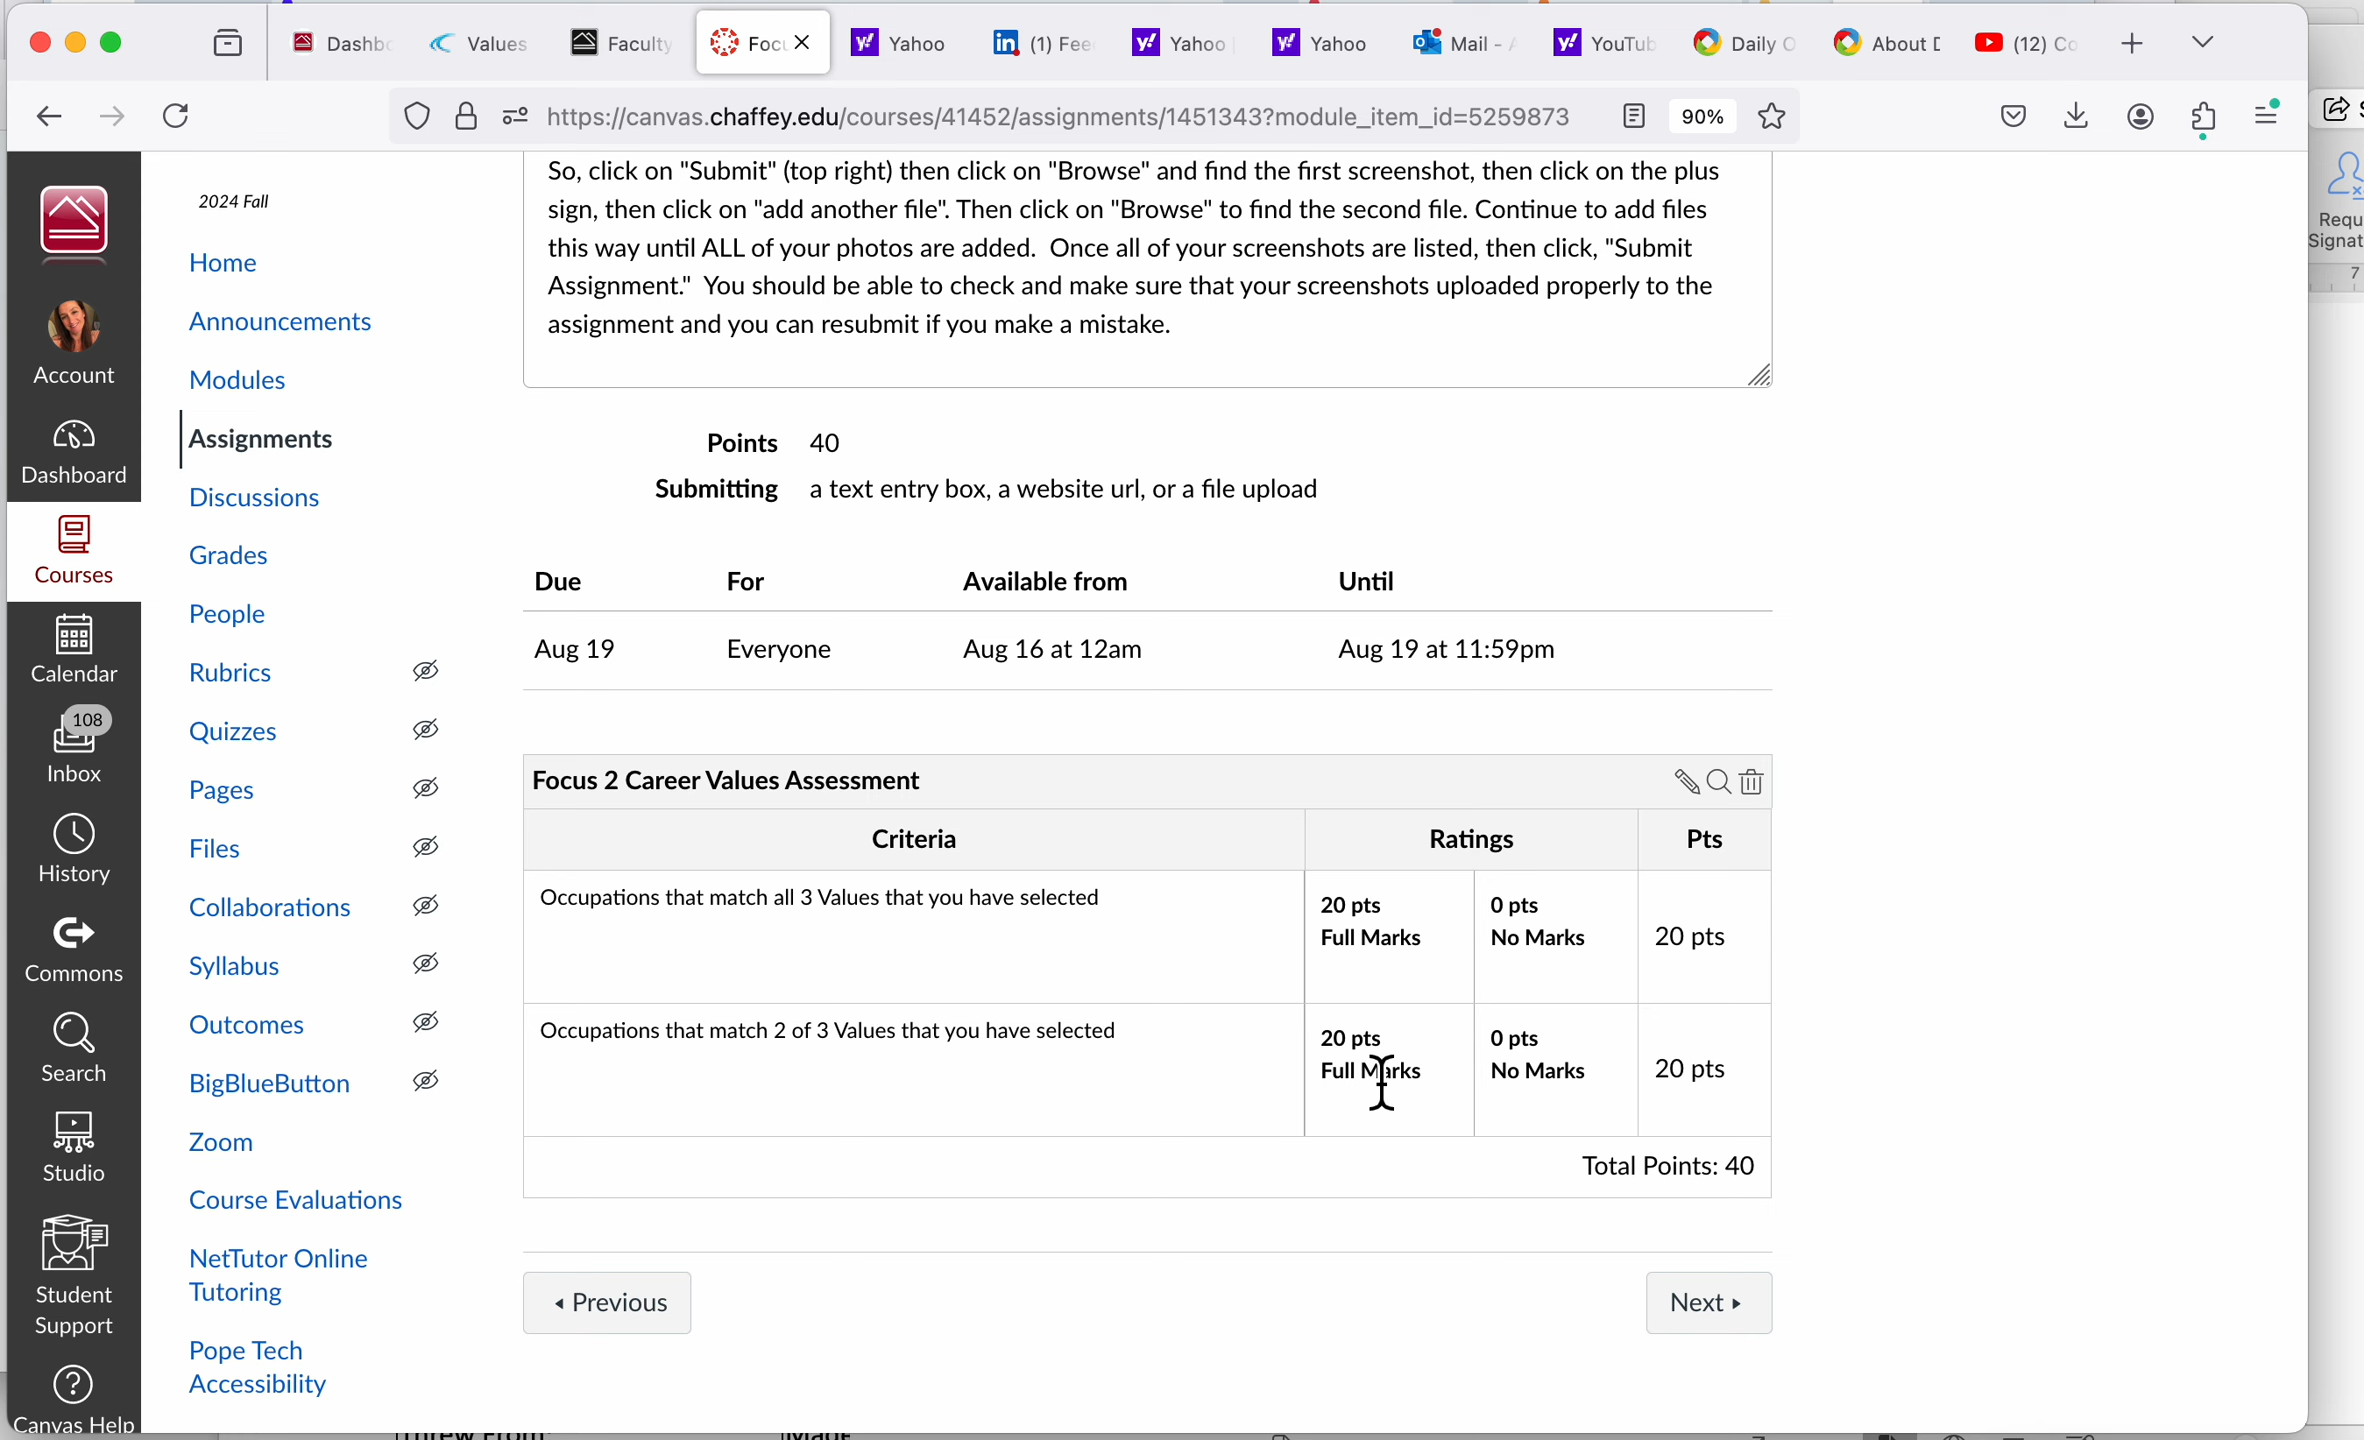 Dashbo
Values
Faculty
Focu
Yahoo
(1) Fee
Yahoo
Yahoo
Mail -
YouTub
Daily O
About D
(12) Co
https://canvas.chaffey.edu/courses/41452/assignments/1451343?module_item_id=5259873
90%
Requ
Signat
7
Account
Dashboard
Courses
Calendar
108
Inbox
History
Commons
Search
Studio
Student
Support
Canvas Help
2024 Fall
Home
Announcements
Modules
Assignments
Discussions
Grades
People
Rubrics
Quizzes
Pages
Files
Collaborations
Syllabus
Outcomes
BigBlueButton
Zoom
Course Evaluations
NetTutor Online
Tutoring
Pope Tech
Accessibility
So, click on "Submit" (top right) then click on "Browse" and find the first screenshot, then click on the plus
sign, then click on "add another file". Then click on "Browse" to find the second file. Continue to add files
this way until ALL of your photos are added.  Once all of your screenshots are listed, then click, "Submit
Assignment."  You should be able to check and make sure that your screenshots uploaded properly to the
assignment and you can resubmit if you make a mistake.
Points 40
Submitting a text entry box, a website url, or a file upload
Due For Available from Until
Aug 19 Everyone Aug 16 at 12am Aug 19 at 11:59pm
Focus 2 Career Values Assessment
Criteria Ratings Pts
Occupations that match all 3 Values that you have selected
20 pts
Full Marks
0 pts
No Marks
20 pts
Occupations that match 2 of 3 Values that you have selected
20 pts
Full Marks
0 pts
No Marks
20 pts
Total Points: 40
Previous
Next